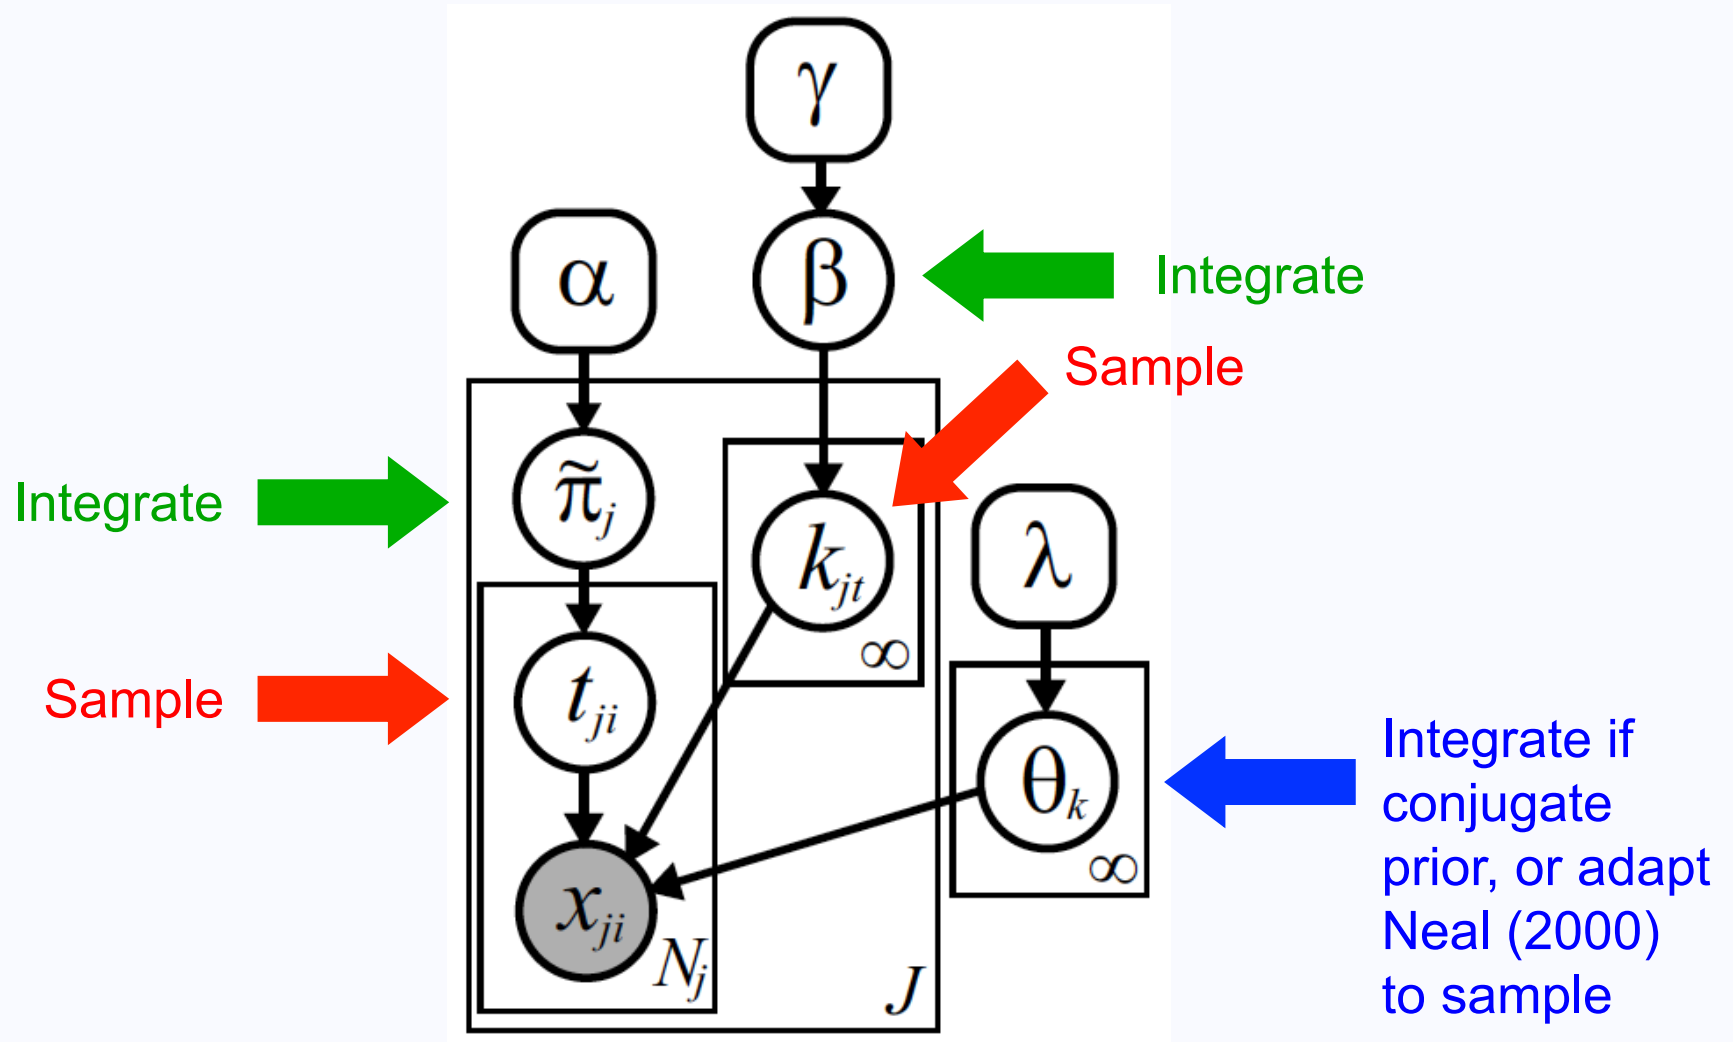 γ
α
β
Integrate
Sample
Integrate
π̃j
kjt
λ
∞
Sample
tji
θk
∞
Integrate if
conjugate
prior, or adapt
Neal (2000)
to sample
xji
Nj
J